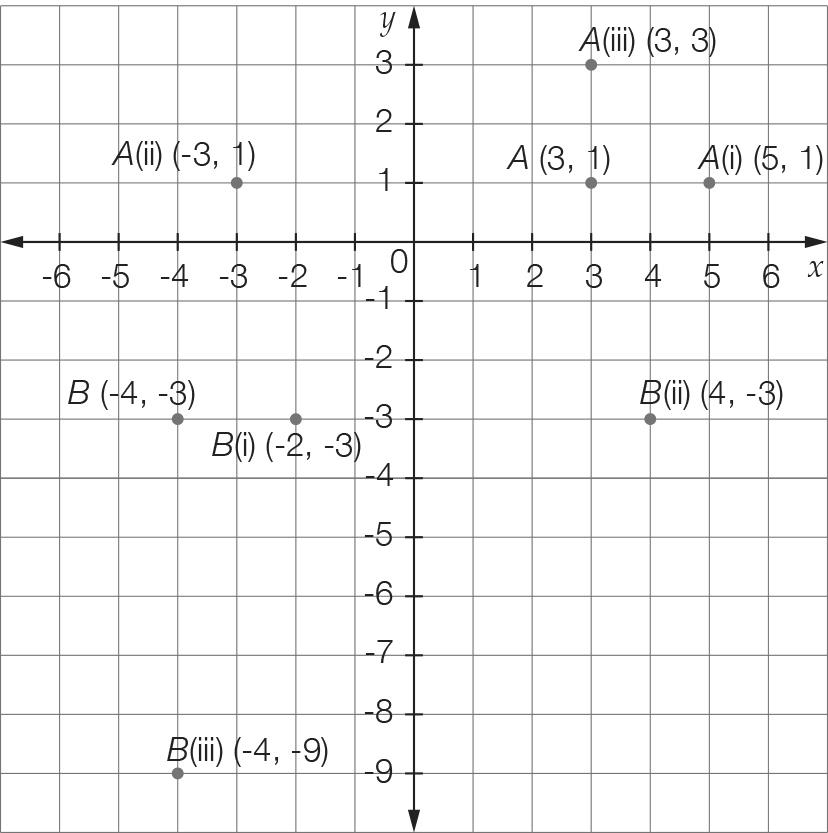 y
A(iii) (3, 3)
3
2
A(ii) (-3, 1)
A (3, 1)
A(i) (5, 1)
1
0
-6 -5 -4 -3 -2 -1 1 2 3 4 5 6 x
-1
-2
B (-4, -3)
B(ii) (4, -3)
-3
B(i) (-2, -3)
-4
-5
-6
-7
-8
B(iii) (-4, -9)
-9